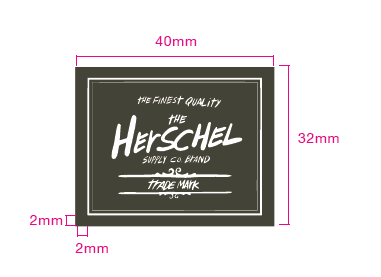 40mm
THE FINEST QUALITY
THE
HERSCHEL
SUPPLY CO. BRAND
TRADE MARK
32mm
2mm
2mm